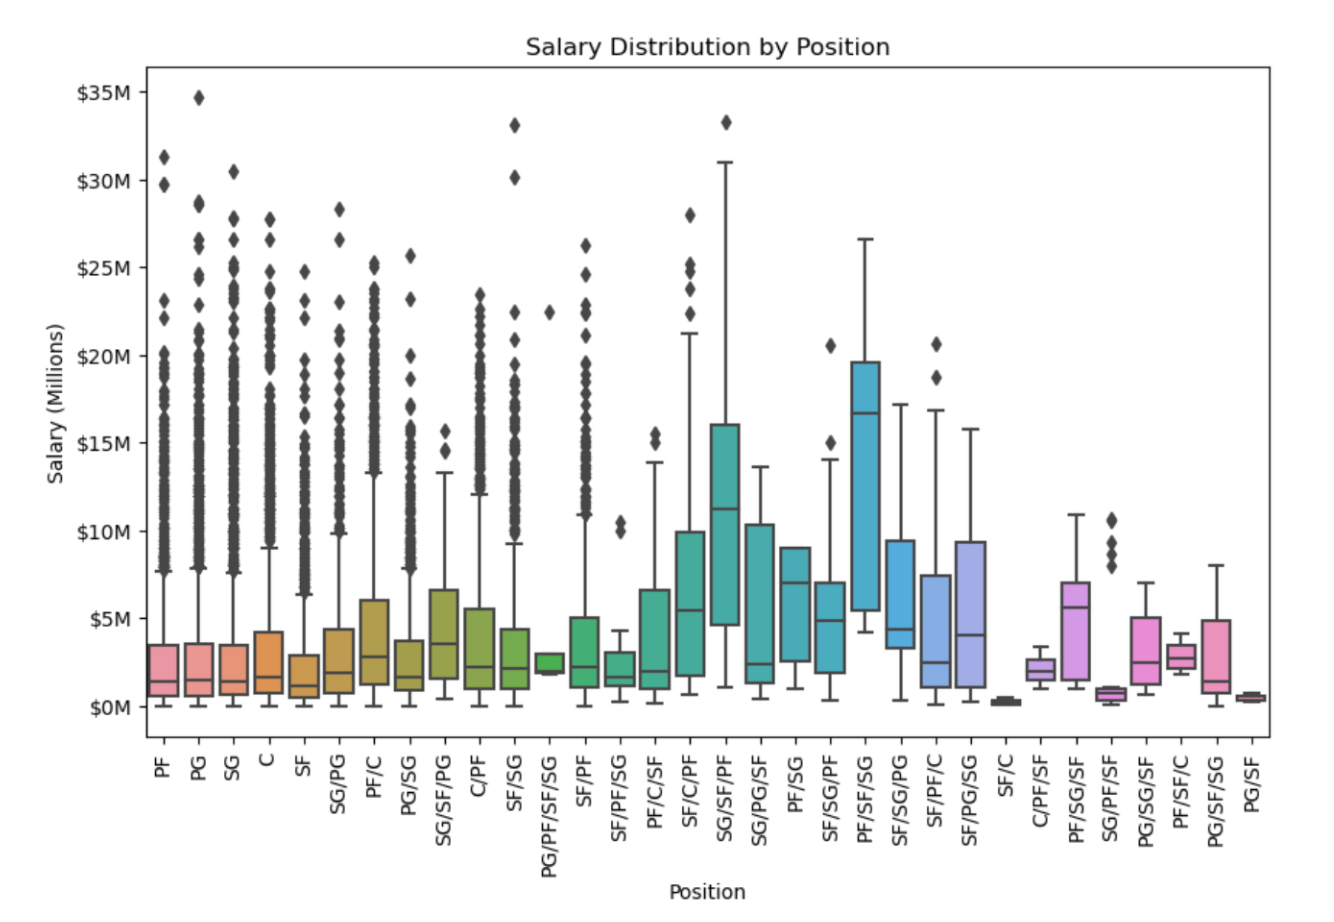 Salary Distribution by Position
$35M
$30M
$25M
$20M
$15M
$10M
$5M
$0M
Salary (Millions)
PF
PG
SG
C
SF
SG/PG
PF/C
PG/SG
SG/SF/PG
C/PF
SF/SG
PG/PF/SF/SG
SF/PF
SF/PF/SG
PF/C/SF
SF/C/PF
SG/SF/PF
SG/PG/SF
PF/SG
SF/SG/PF
PF/SF/SG
SF/SG/PG
SF/PF/C
SF/PG/SG
SF/C
C/PF/SF
PF/SG/SF
SG/PF/SF
PG/SG/SF
PF/SF/C
PG/SF/SG
PG/SF
Position